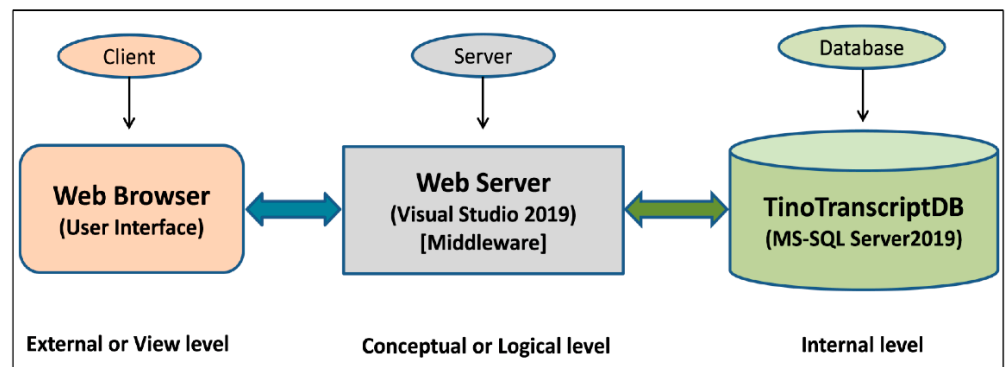 Client
Server
Database
Web Browser
(User Interface)
Web Server
(Visual Studio 2019)
[Middleware]
TinoTranscriptDB
(MS-SQL Server2019)
External or View level
Conceptual or Logical level
Internal level